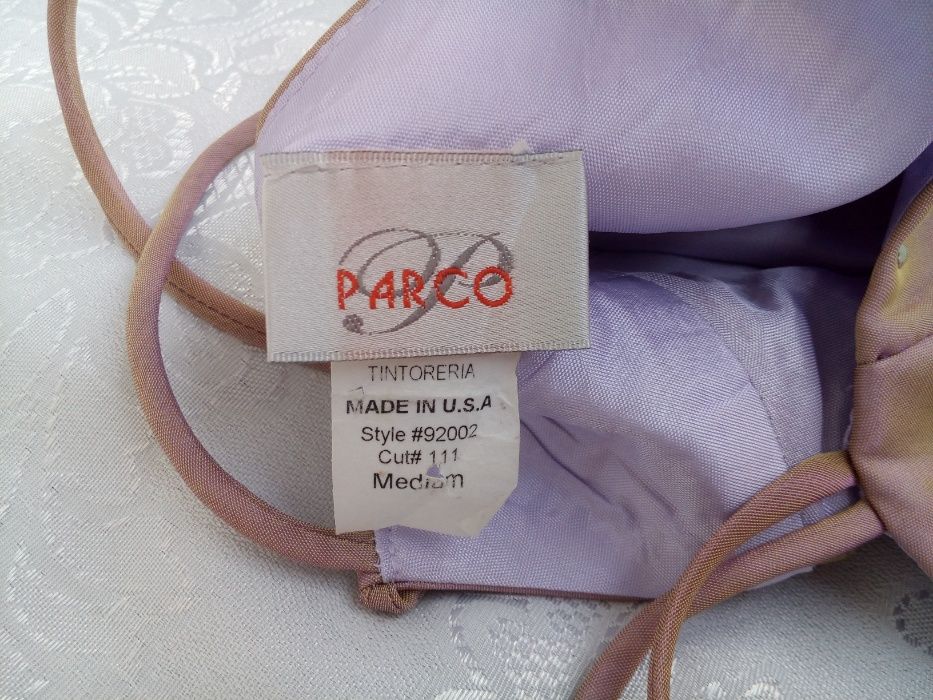 P
PARCO
TINTORERIA
MADE IN U.S.A
Style #92002
Cut# 111
Medium